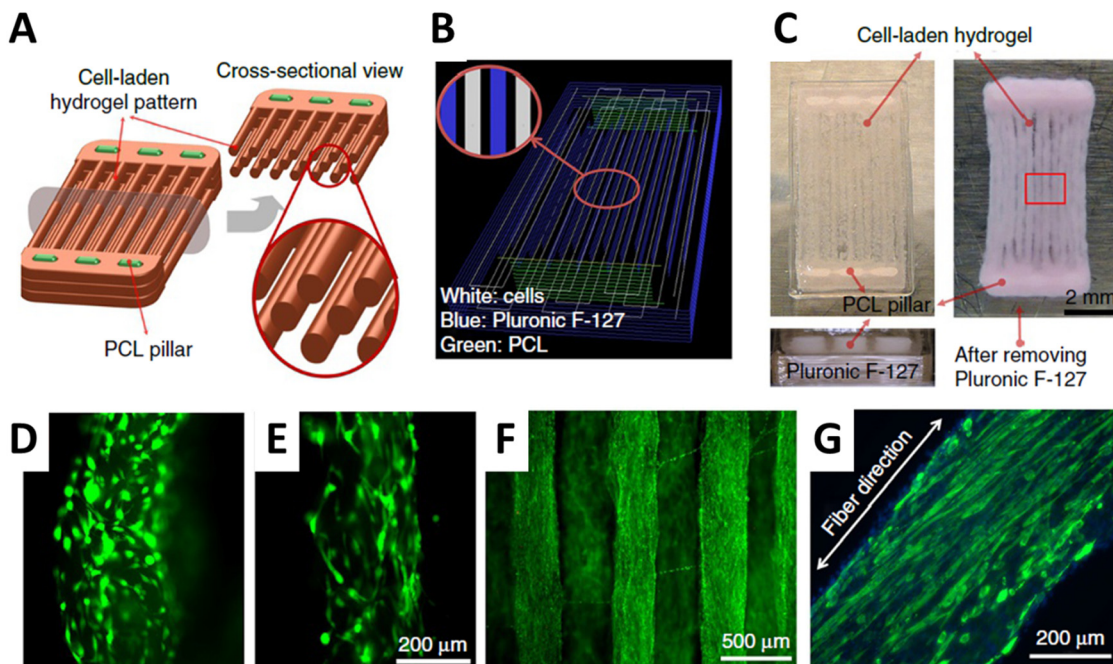 A
Cell-laden
hydrogel pattern
Cross-sectional view
PCL pillar
B
White: cells
Blue: Pluronic F-127
Green: PCL
C
Cell-laden hydrogel
PCL pillar
2 mm
Pluronic F-127
After removing
Pluronic F-127
D
E
200 μm
F
500 μm
G
Fiber direction
200 μm